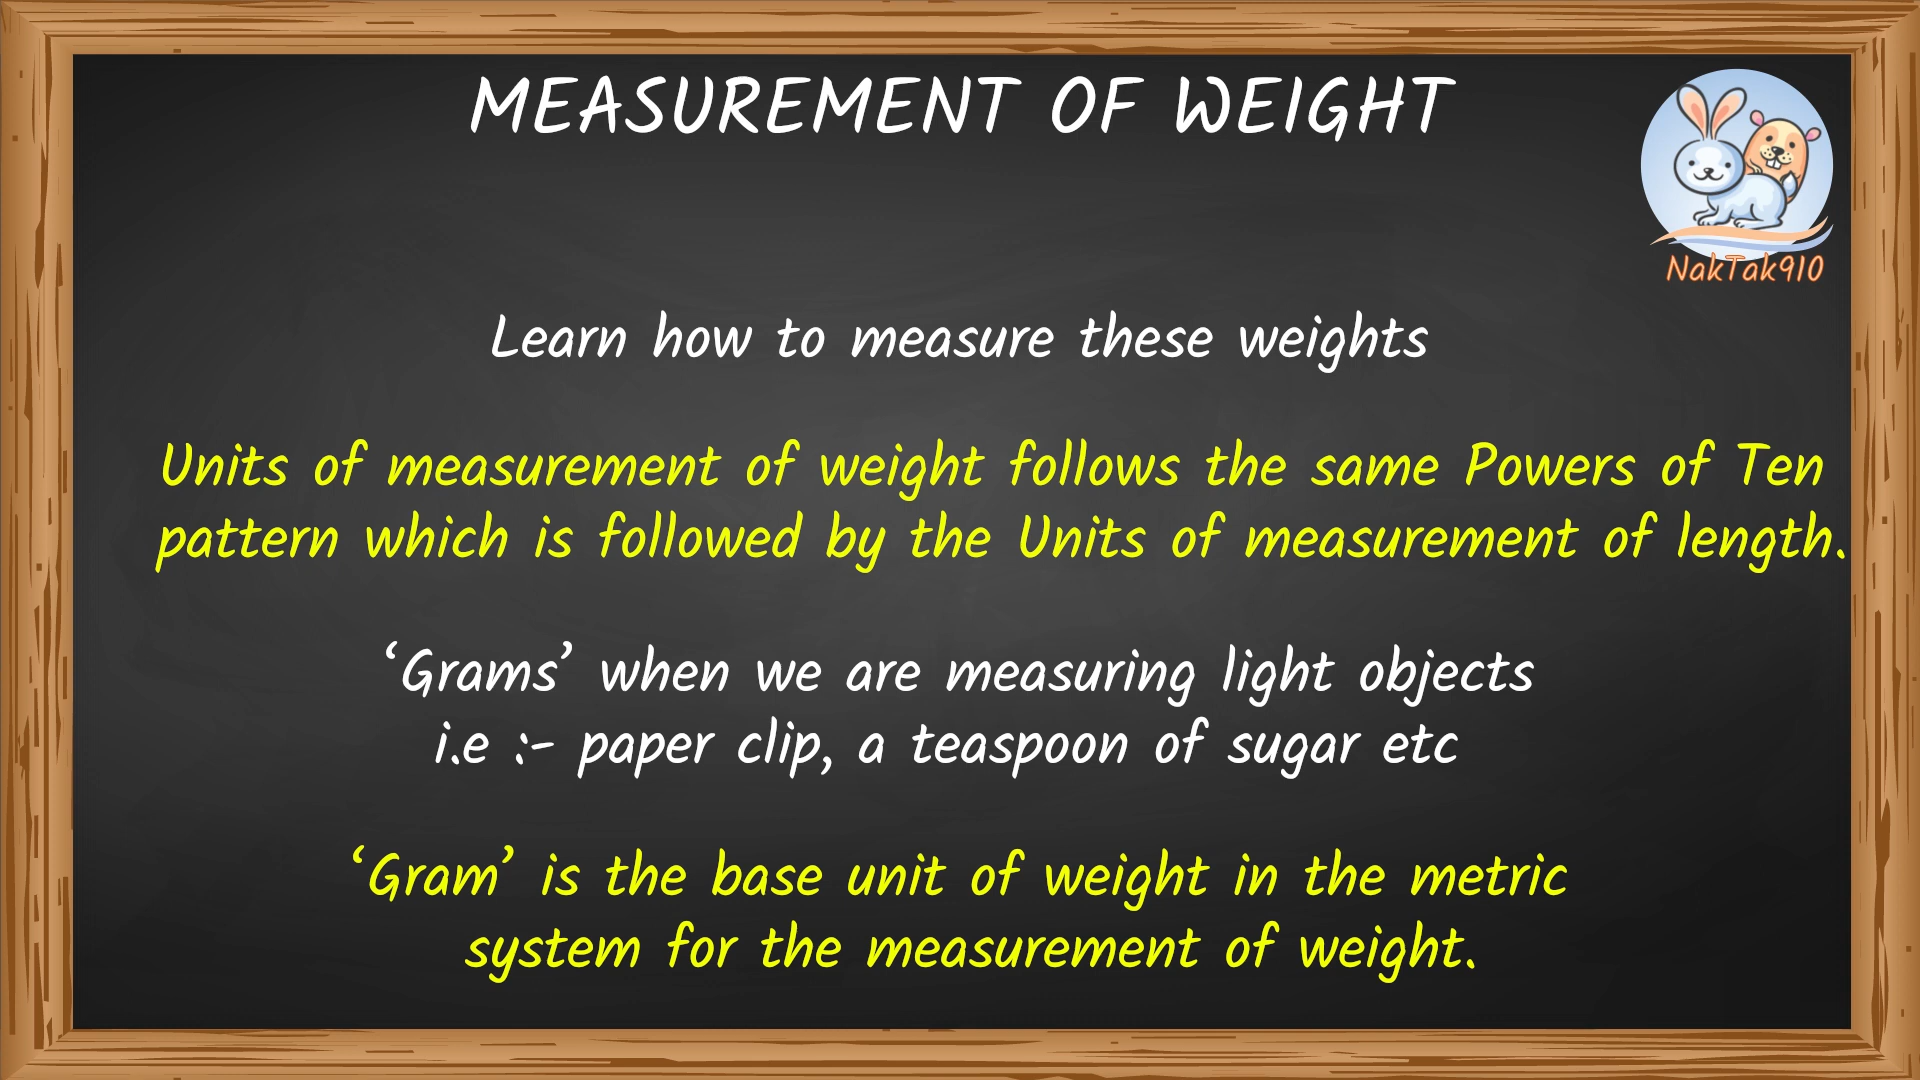 MEASUREMENT OF WEIGHT
NakTak910
Learn how to measure these weights
Units of measurement of weight follows the same Powers of Ten
pattern which is followed by the Units of measurement of length.
‘Grams’ when we are measuring light objects
i.e :- paper clip, a teaspoon of sugar etc
‘Gram’ is the base unit of weight in the metric
system for the measurement of weight.